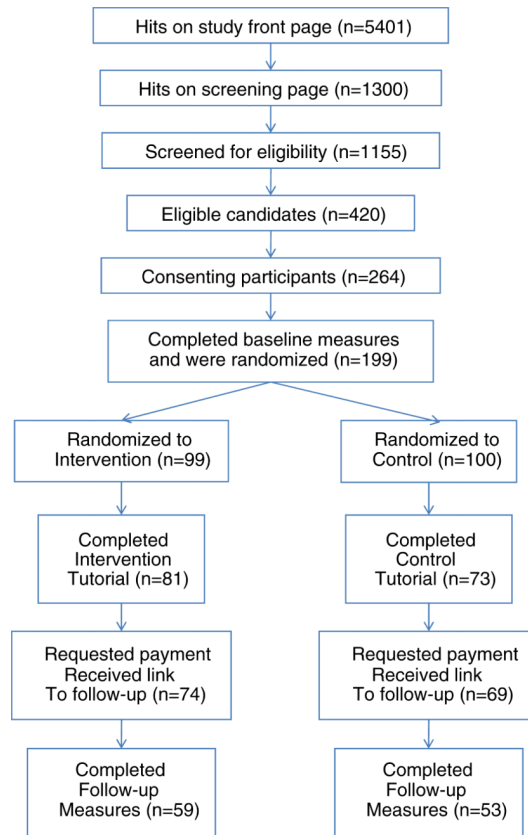 Hits on study front page (n=5401)
Hits on screening page (n=1300)
Screened for eligibility (n=1155)
Eligible candidates (n=420)
Consenting participants (n=264)
Completed baseline measures
and were randomized (n=199)
Randomized to
Intervention (n=99)
Randomized to
Control (n=100)
Completed
Intervention
Tutorial (n=81)
Completed
Control
Tutorial (n=73)
Requested payment
Received link
To follow-up (n=74)
Requested payment
Received link
To follow-up (n=69)
Completed
Follow-up
Measures (n=59)
Completed
Follow-up
Measures (n=53)